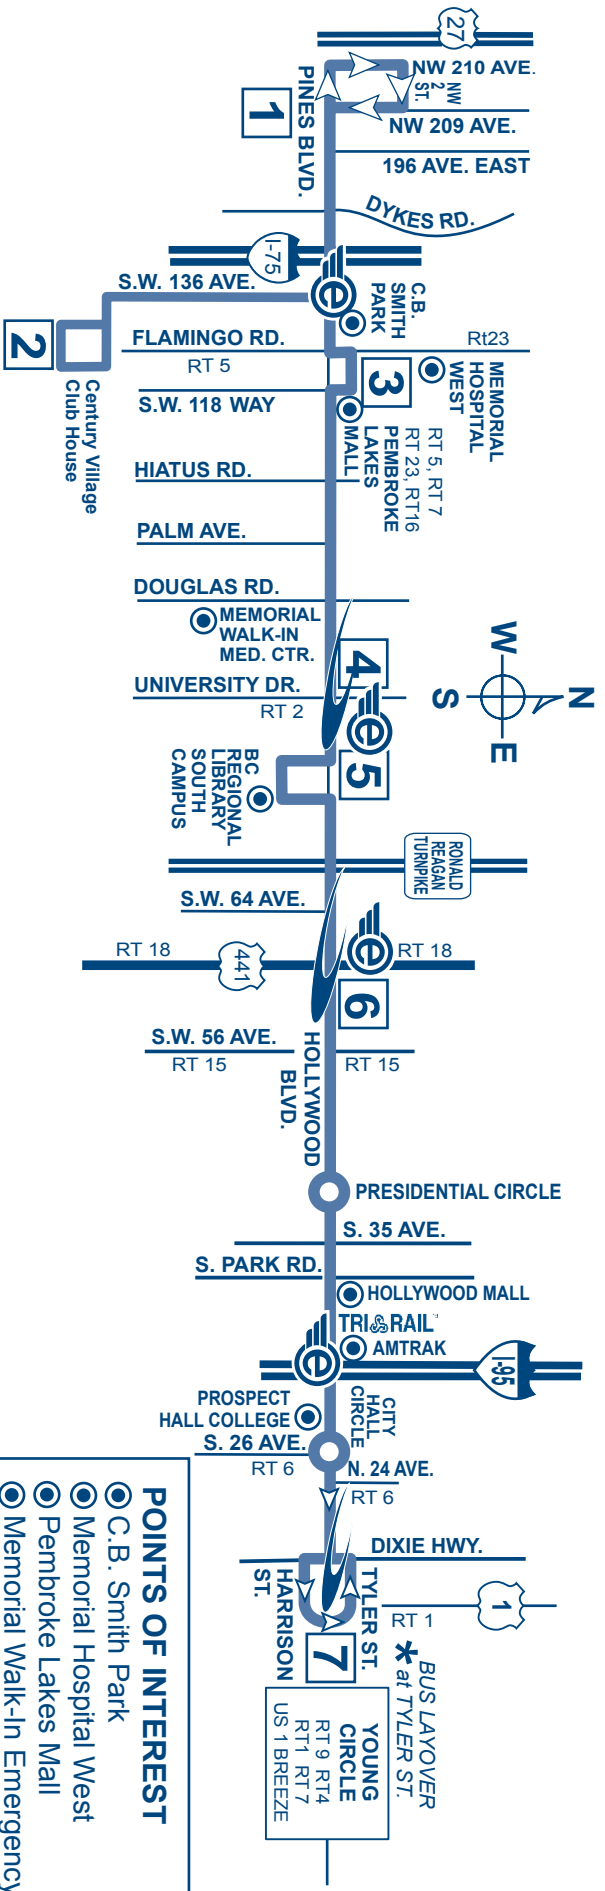 27
NW 210 AVE.
NW
2
ST.
NW 209 AVE.
196 AVE. EAST
PINES BLVD.
1
DYKES RD.
I-75
S.W. 136 AVE.
e
C.B.
SMITH
PARK
2
Century Village
Club House
FLAMINGO RD.
RT 5
Rt23
3
MEMORIAL
HOSPITAL
WEST
S.W. 118 WAY
RT 5, RT 7
RT 23, RT16
PEMBROKE
LAKES
MALL
HIATUS RD.
PALM AVE.
DOUGLAS RD.
MEMORIAL
WALK-IN
MED. CTR.
W
N
S
E
4
UNIVERSITY DR.
RT 2
e
5
BC
REGIONAL
LIBRARY
SOUTH
CAMPUS
RONALD
REAGAN
TURNPIKE
S.W. 64 AVE.
RT 18
441
e
RT 18
6
S.W. 56 AVE.
RT 15
RT 15
HOLLYWOOD
BLVD.
PRESIDENTIAL CIRCLE
S. 35 AVE.
S. PARK RD.
HOLLYWOOD MALL
TRI RAIL
AMTRAK
e
I-95
PROSPECT
HALL COLLEGE
CITY
HALL
CIRCLE
S. 26 AVE.
RT 6
N. 24 AVE.
RT 6
DIXIE HWY.
TYLER ST.
HARRISON
ST.
1
RT 1
BUS LAYOVER
* at TYLER ST.
7
YOUNG
CIRCLE
RT 9 RT4
RT1 RT 7
US 1 BREEZE
POINTS OF INTEREST
C.B. Smith Park
Memorial Hospital West
Pembroke Lakes Mall
Memorial Walk-In Emergency